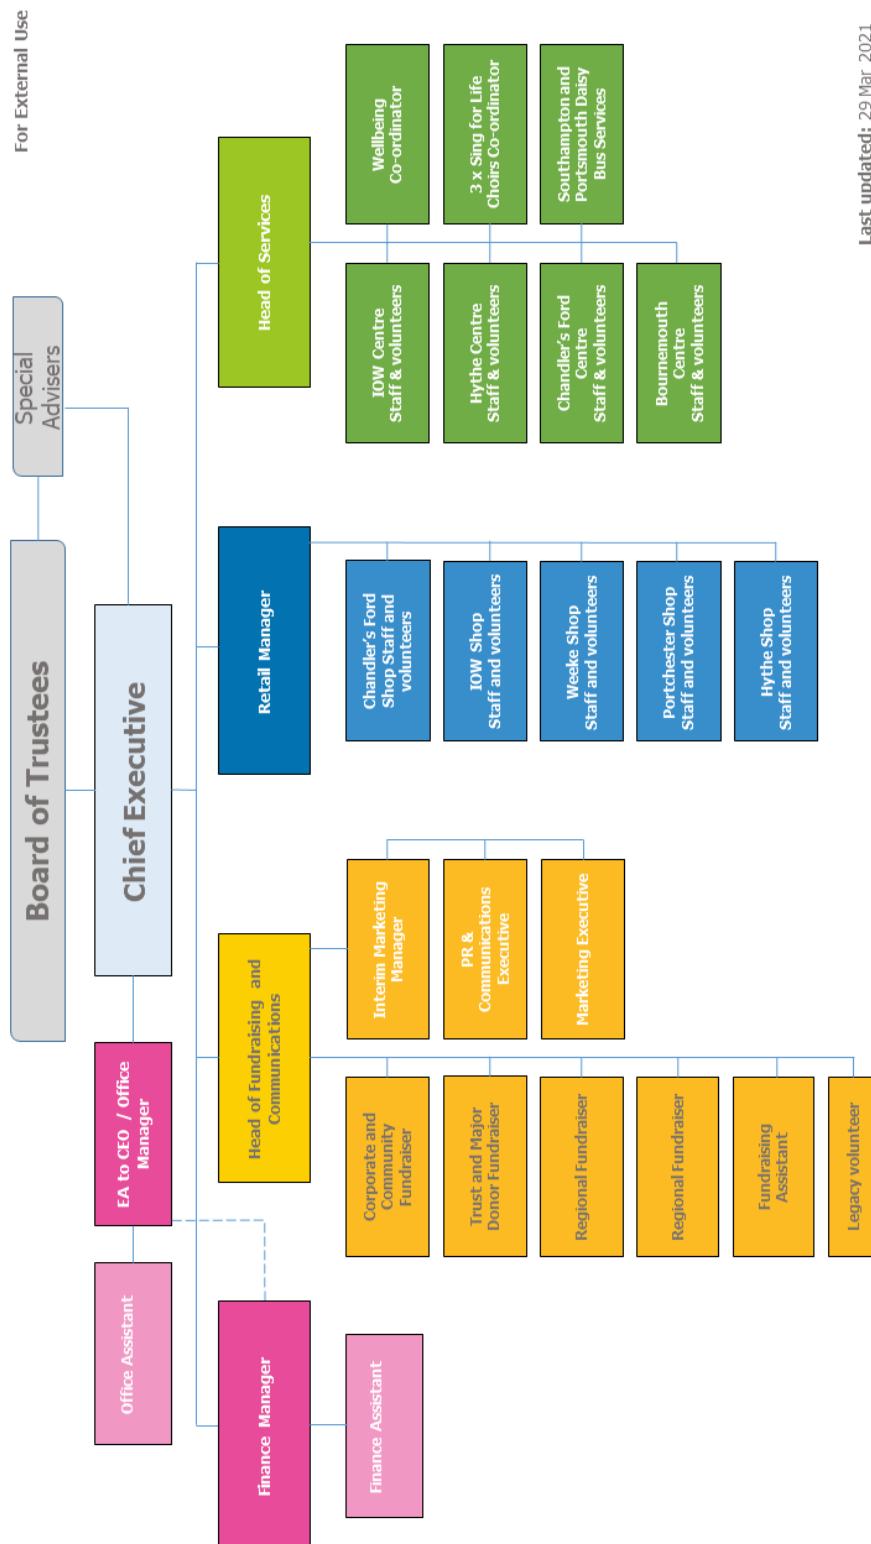 For External Use
Board of Trustees
Special
Advisers
Office Assistant
EA to CEO / Office
Manager
Chief Executive
Finance Manager
Head of Fundraising and
Communications
Retail Manager
Head of Services
Finance Assistant
Corporate and
Community
Fundraiser
Trust and Major
Donor Fundraiser
Regional Fundraiser
Regional Fundraiser
Fundraising
Assistant
Legacy volunteer
Interim Marketing
Manager
PR &
Communications
Executive
Marketing Executive
Chandler's Ford
Shop Staff and
volunteers
IOW Shop
Staff and volunteers
Weeke Shop
Staff and volunteers
Portchester Shop
Staff and volunteers
Hythe Shop
Staff and volunteers
IOW Centre
Staff & volunteers
Hythe Centre
Staff & volunteers
Chandler's Ford
Centre
Staff & volunteers
Bournemouth
Centre
Staff & volunteers
Wellbeing
Co-ordinator
3 x Sing for Life
Choirs Co-ordinator
Southampton and
Portsmouth Daisy
Bus Services
Last updated: 29 Mar 2021